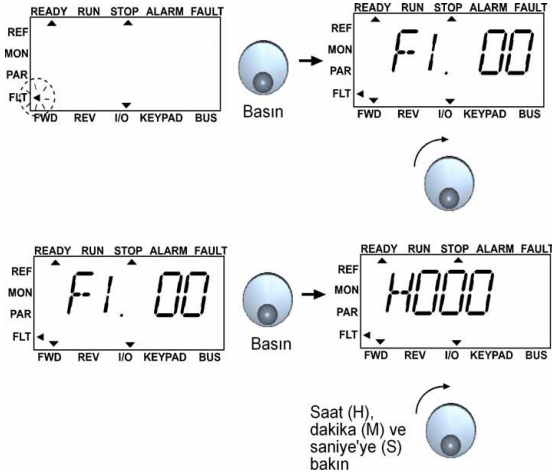 READY RUN STOP ALARM FAULT
REF
MON
PAR
FLT
FWD REV I/O KEYPAD BUS
Basın
READY RUN STOP ALARM FAULT
REF
MON
PAR
FLT
F1. 00
FWD REV I/O KEYPAD BUS
READY RUN STOP ALARM FAULT
REF
MON
PAR
FLT
F1. 00
FWD REV I/O KEYPAD BUS
Basın
READY RUN STOP ALARM FAULT
REF
MON
PAR
FLT
H000
FWD REV I/O KEYPAD BUS
Saat (H),
dakika (M) ve
saniye'ye (S)
bakın